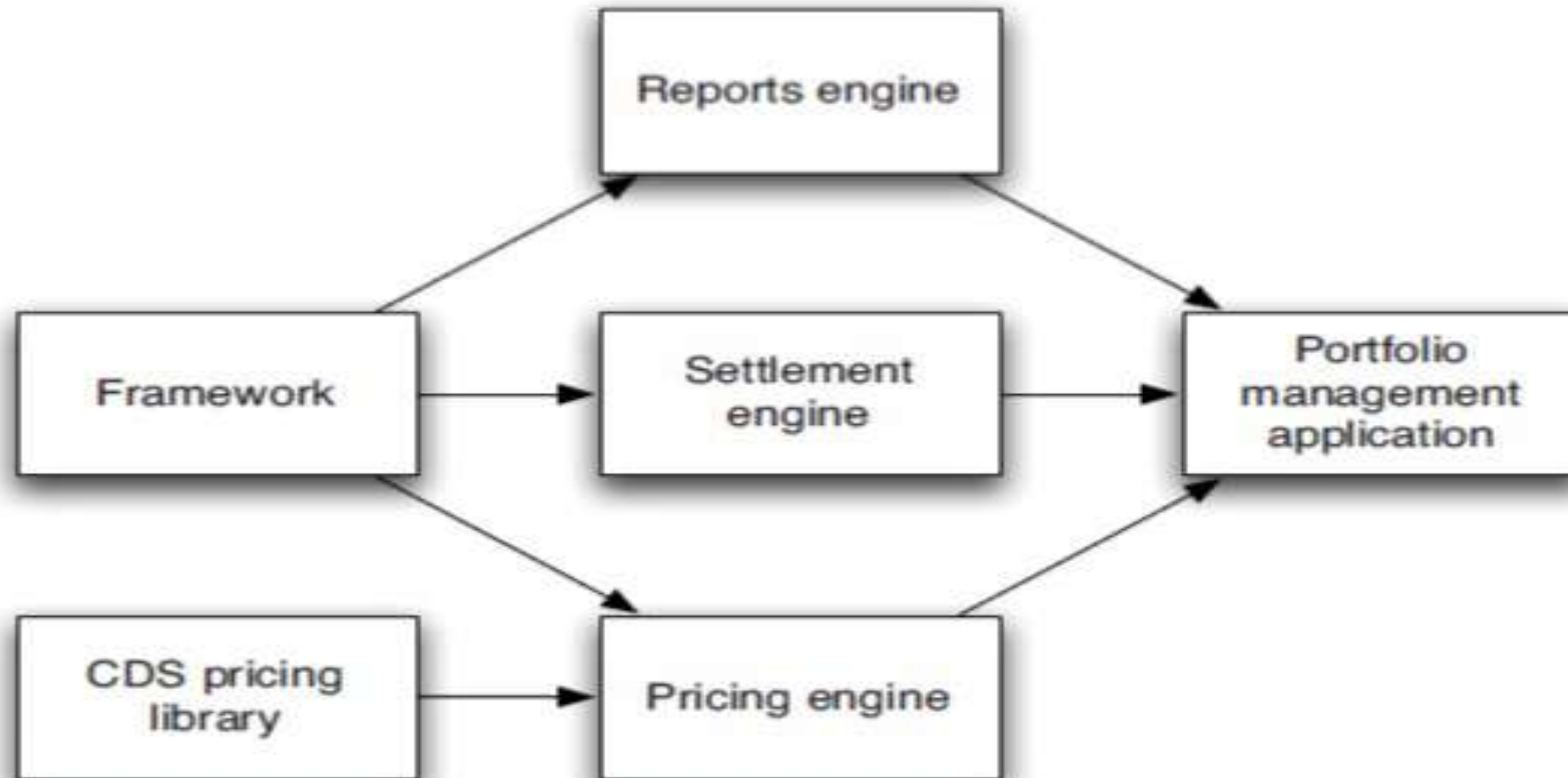 Reports engine
Framework
Settlement
engine
Portfolio
management
application
CDS pricing
library
Pricing engine